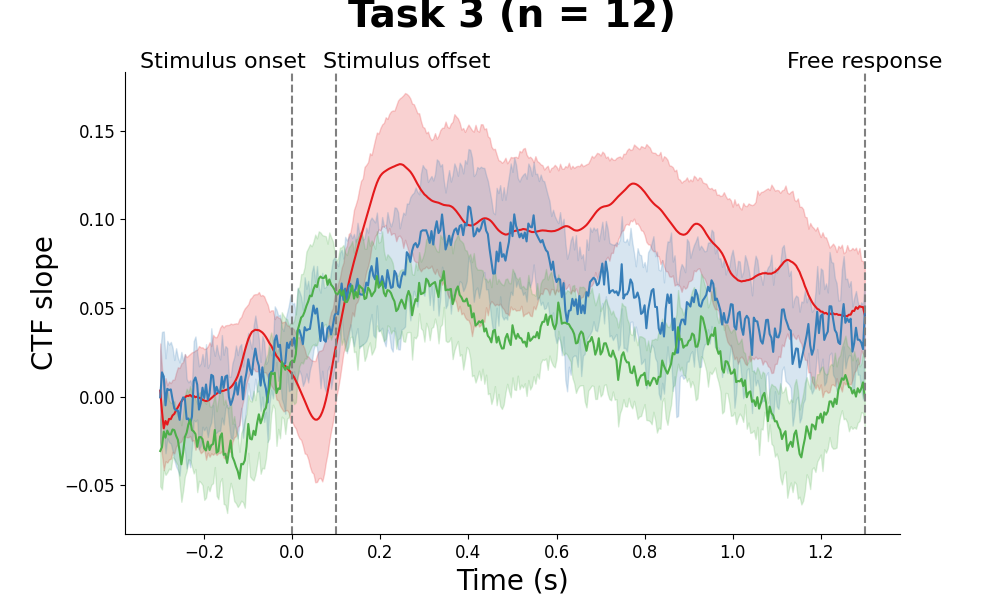 Task 3 (n = 12)
Stimulus onset
Stimulus offset
Free response
CTF slope
0.15
0.10
0.05
0.00
−0.05
−0.2
0.0
0.2
0.4
0.6
0.8
1.0
1.2
Time (s)